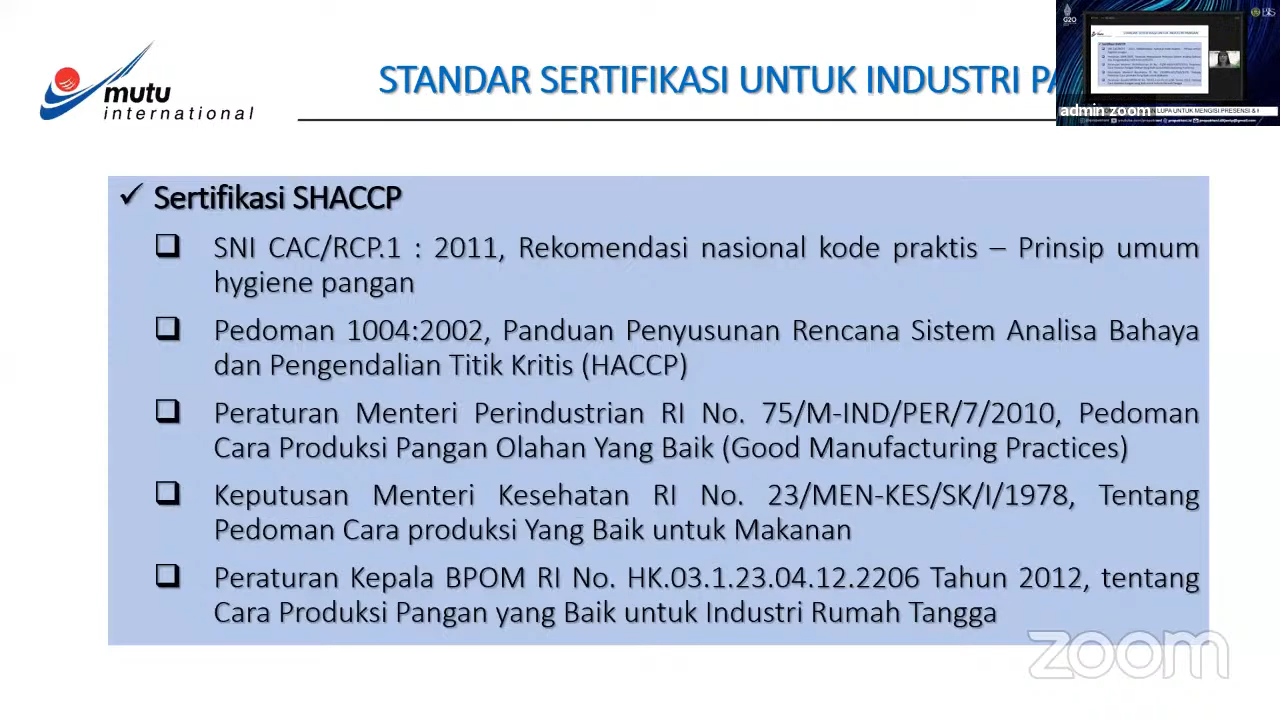 mutu
international
STANDAR SERTIFIKASI UNTUK INDUSTRI PA
G20
admin zoom
LUPA UNTUK MENGISI PRESENSI & I
✓ Sertifikasi SHACCP
❑ SNI CAC/RCP.1 : 2011, Rekomendasi nasional kode praktis – Prinsip umum
hygiene pangan
❑ Pedoman 1004:2002, Panduan Penyusunan Rencana Sistem Analisa Bahaya
dan Pengendalian Titik Kritis (HACCP)
❑ Peraturan Menteri Perindustrian RI No. 75/M-IND/PER/7/2010, Pedoman
Cara Produksi Pangan Olahan Yang Baik (Good Manufacturing Practices)
❑ Keputusan Menteri Kesehatan RI No. 23/MEN-KES/SK/I/1978, Tentang
Pedoman Cara produksi Yang Baik untuk Makanan
❑ Peraturan Kepala BPOM RI No. HK.03.1.23.04.12.2206 Tahun 2012, tentang
Cara Produksi Pangan yang Baik untuk Industri Rumah Tangga
zoom